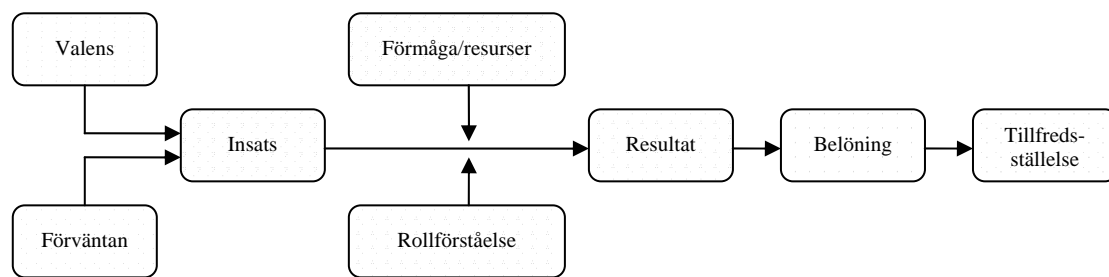 Valens
Förmåga/resurser
Insats
Resultat
Belöning
Tillfreds-
ställelse
Förväntan
Rollförståelse